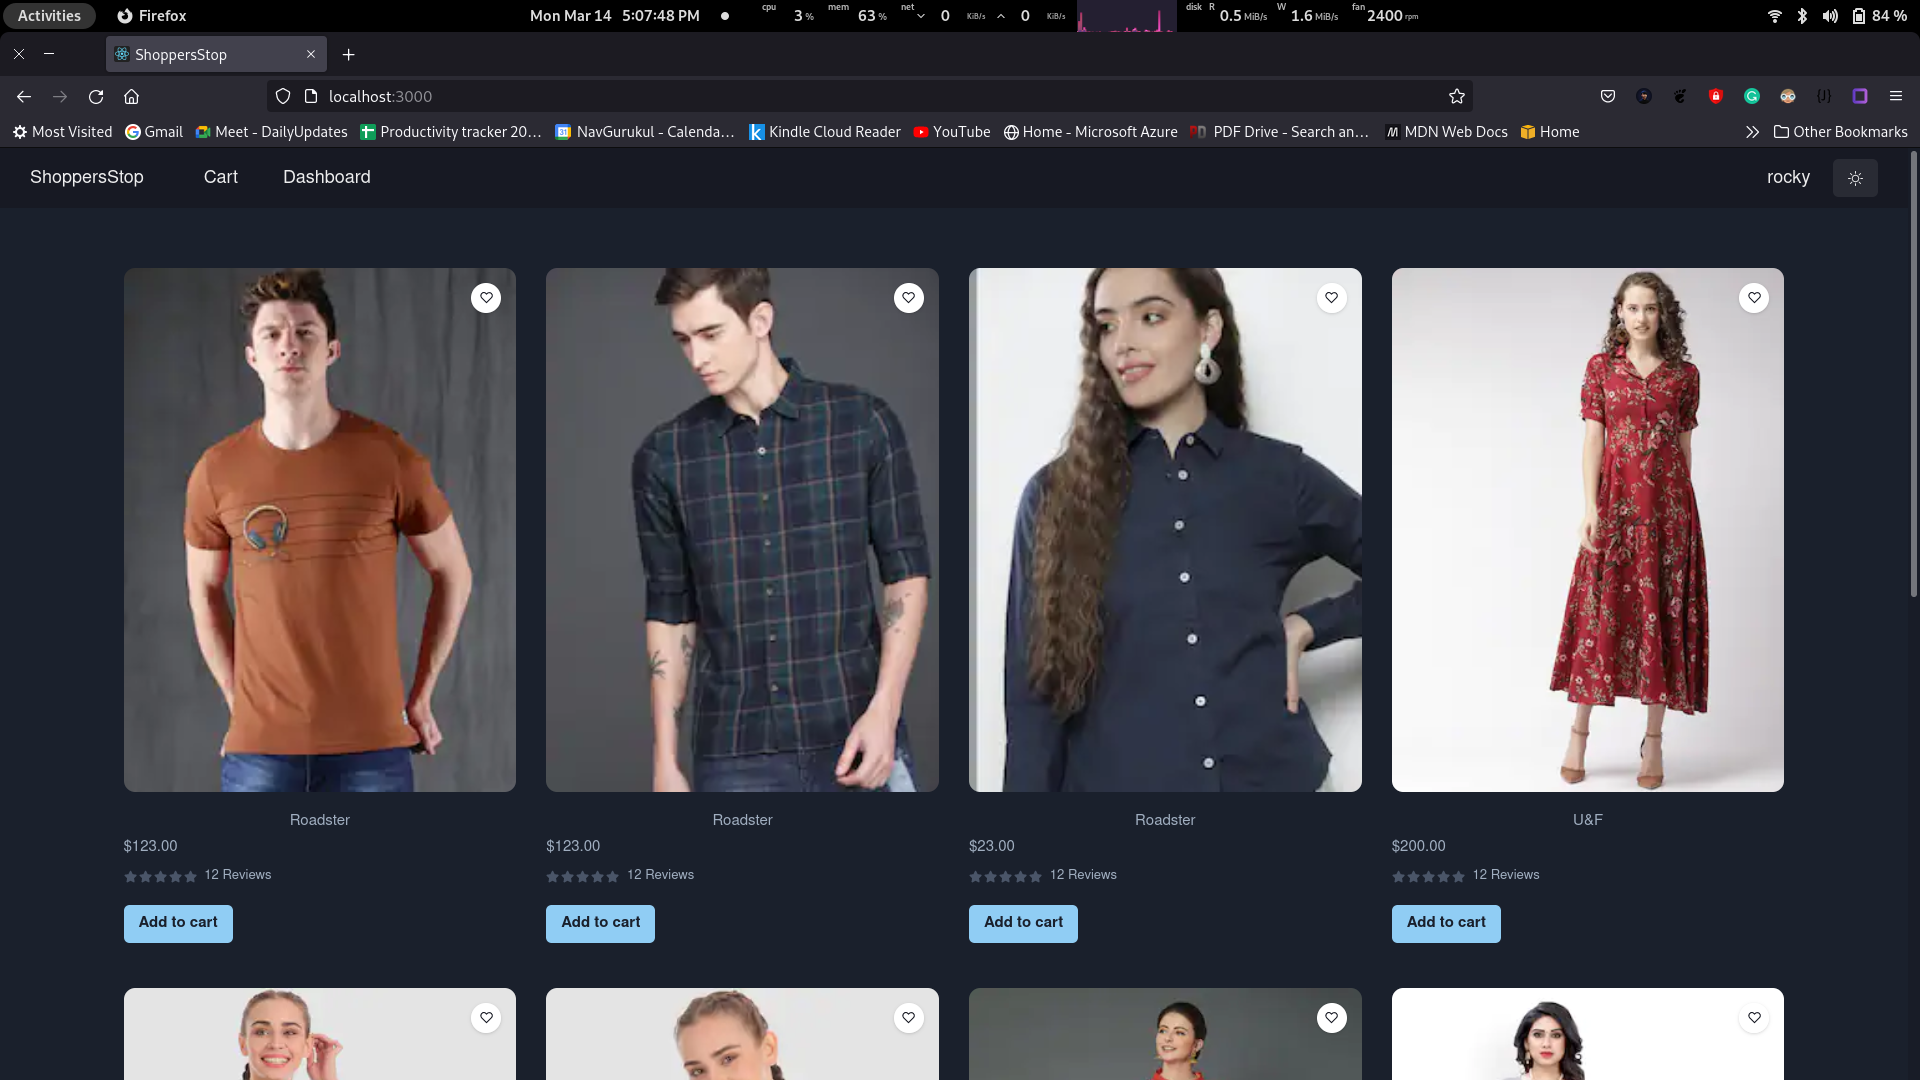 Activities Firefox Mon Mar 14 5:07:48 PM cpu 3 % mem 63 % net 0 KiB/s 0 KiB/s disk R 0.5 MiB/s W 1.6 MiB/s fan 2400 rpm 84 %
ShoppersStop
localhost:3000
Most Visited Gmail Meet - DailyUpdates Productivity tracker 20… NavGurukul - Calenda… Kindle Cloud Reader YouTube Home - Microsoft Azure PDF Drive - Search an… MDN Web Docs Home Other Bookmarks
ShoppersStop Cart Dashboard rocky
Roadster Roadster Roadster U&F
$123.00 $123.00 $23.00 $200.00
12 Reviews 12 Reviews 12 Reviews 12 Reviews
Add to cart Add to cart Add to cart Add to cart